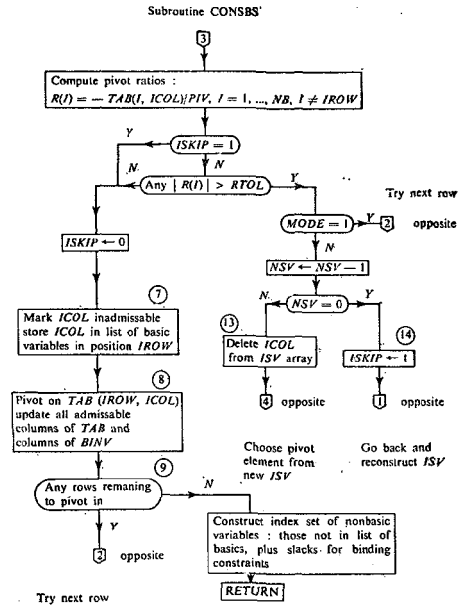 Subroutine CONSBS'
3
Compute pivot ratios :
R(I) = − TAB(I, ICOL)/PIV, I = 1, ..., NB, I ≠ IROW
Y
ISKIP = 1
N
N
Any | R(I) | > RTOL
Y
Try next row
MODE = 1
Y
2
opposite
N
ISKIP ← 0
NSV ← NSV − 1
7
N
NSV = 0
Y
Mark ICOL inadmissable
store ICOL in list of basic
variables in position IROW
13
Delete ICOL
from ISV array
14
ISKIP ← 1
8
4
opposite
1
opposite
Pivot on TAB (IROW, ICOL)
update all admissable
columns of TAB and
columns of BINV
Choose pivot
element from
new ISV
Go back and
reconstruct ISV
9
Any rows remaning
to pivot in
N
Y
Construct index set of nonbasic
variables : those not in list of
basics, plus slacks for binding
constraints
2
opposite
RETURN
Try next row